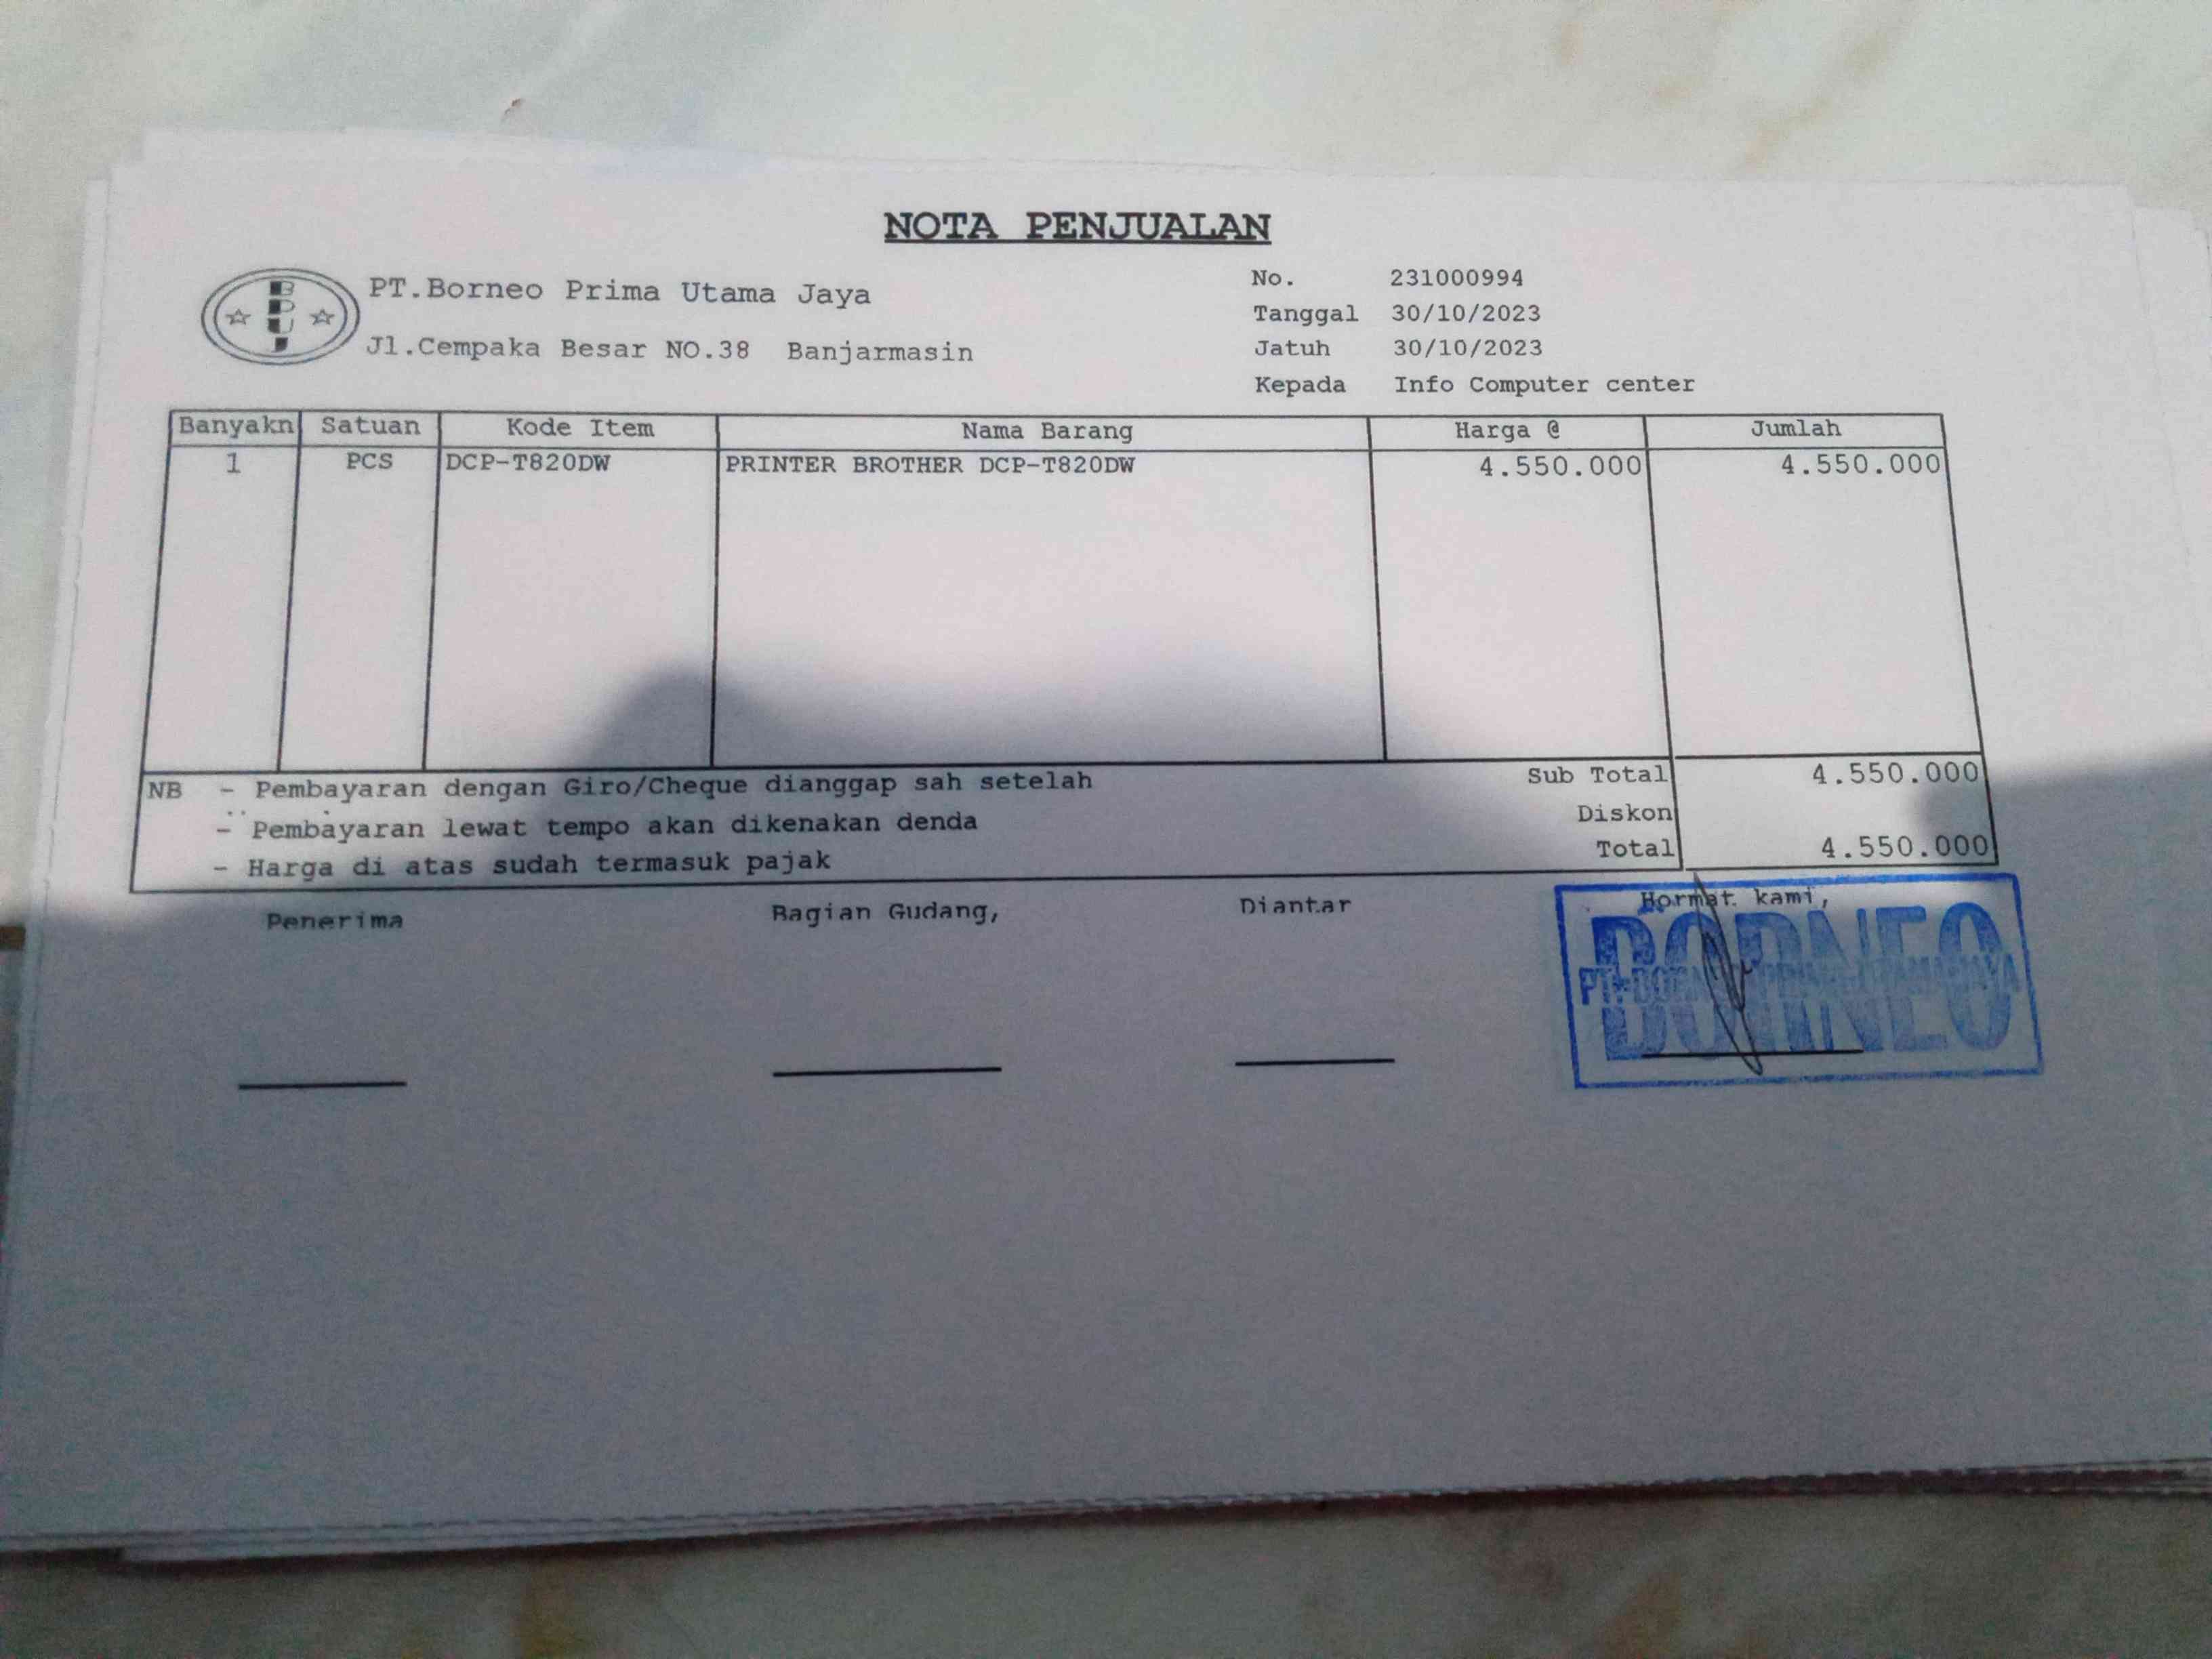 NOTA PENJUALAN
BPUJ
PT.Borneo Prima Utama Jaya
Jl.Cempaka Besar NO.38 Banjarmasin
No. 231000994
Tanggal 30/10/2023
Jatuh 30/10/2023
Kepada Info Computer center
Banyakn Satuan Kode Item Nama Barang Harga @ Jumlah
1 PCS DCP-T820DW PRINTER BROTHER DCP-T820DW 4.550.000 4.550.000
NB - Pembayaran dengan Giro/Cheque dianggap sah setelah
- Pembayaran lewat tempo akan dikenakan denda
- Harga di atas sudah termasuk pajak
Sub Total 4.550.000
Diskon
Total 4.550.000
Penerima Bagian Gudang, Diantar Hormat kami,
BORNEO